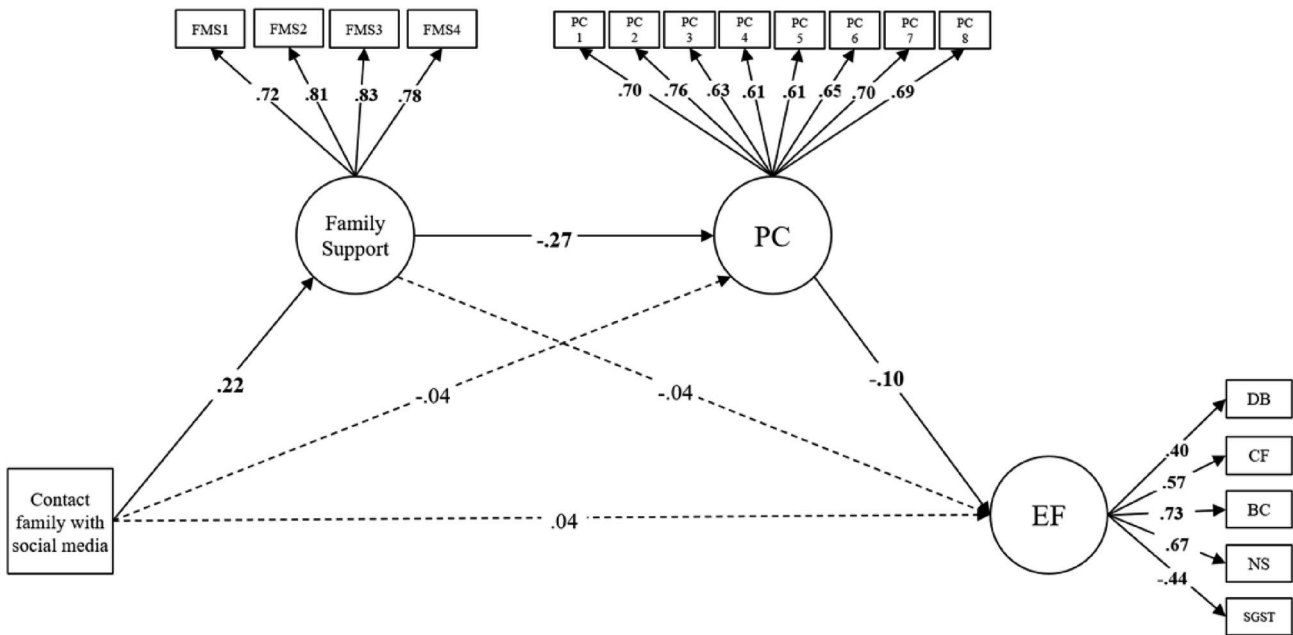 FMS1
FMS2
FMS3
FMS4
PC
1
PC
2
PC
3
PC
4
PC
5
PC
6
PC
7
PC
8
.72
.81
.83
.78
.70
.76
.63
.61
.61
.65
.70
.69
Family
Support
-.27
PC
.22
-.04
-.04
-.10
Contact
family with
social media
.04
EF
.40
.57
.73
.67
-.44
DB
CF
BC
NS
SGST